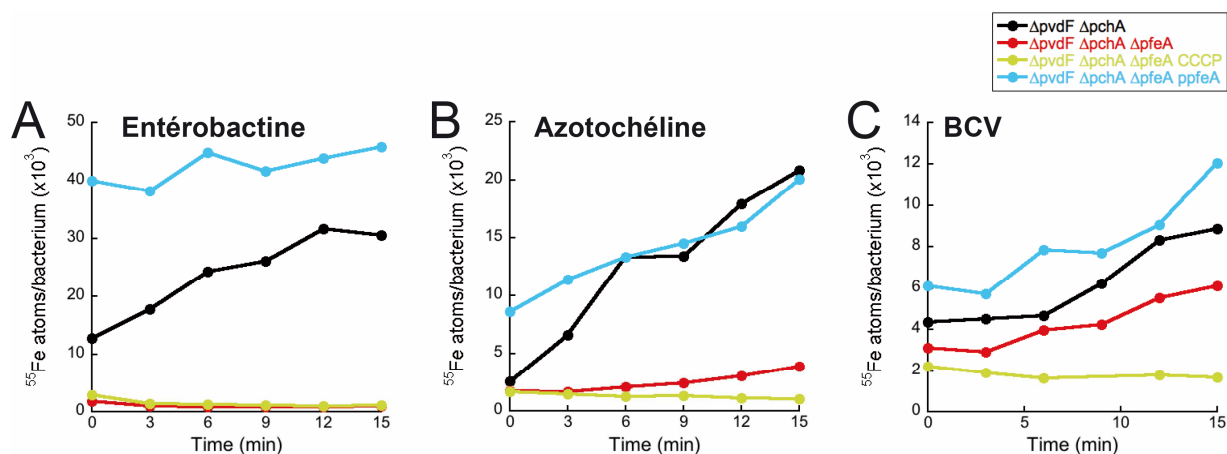 ΔpvdF ΔpchA
ΔpvdF ΔpchA ΔpfeA
ΔpvdF ΔpchA ΔpfeA CCCP
ΔpvdF ΔpchA ΔpfeA ppfeA
A
Entérobactine
⁵⁵Fe atoms/bacterium (x10³)
50
40
30
20
10
0
0 3 6 9 12 15
Time (min)
B
Azotochéline
⁵⁵Fe atoms/bacterium (x10³)
25
20
15
10
5
0
0 3 6 9 12 15
Time (min)
C
BCV
⁵⁵Fe atoms/bacterium (x10³)
14
12
10
8
6
4
2
0
0 5 10 15
Time (min)